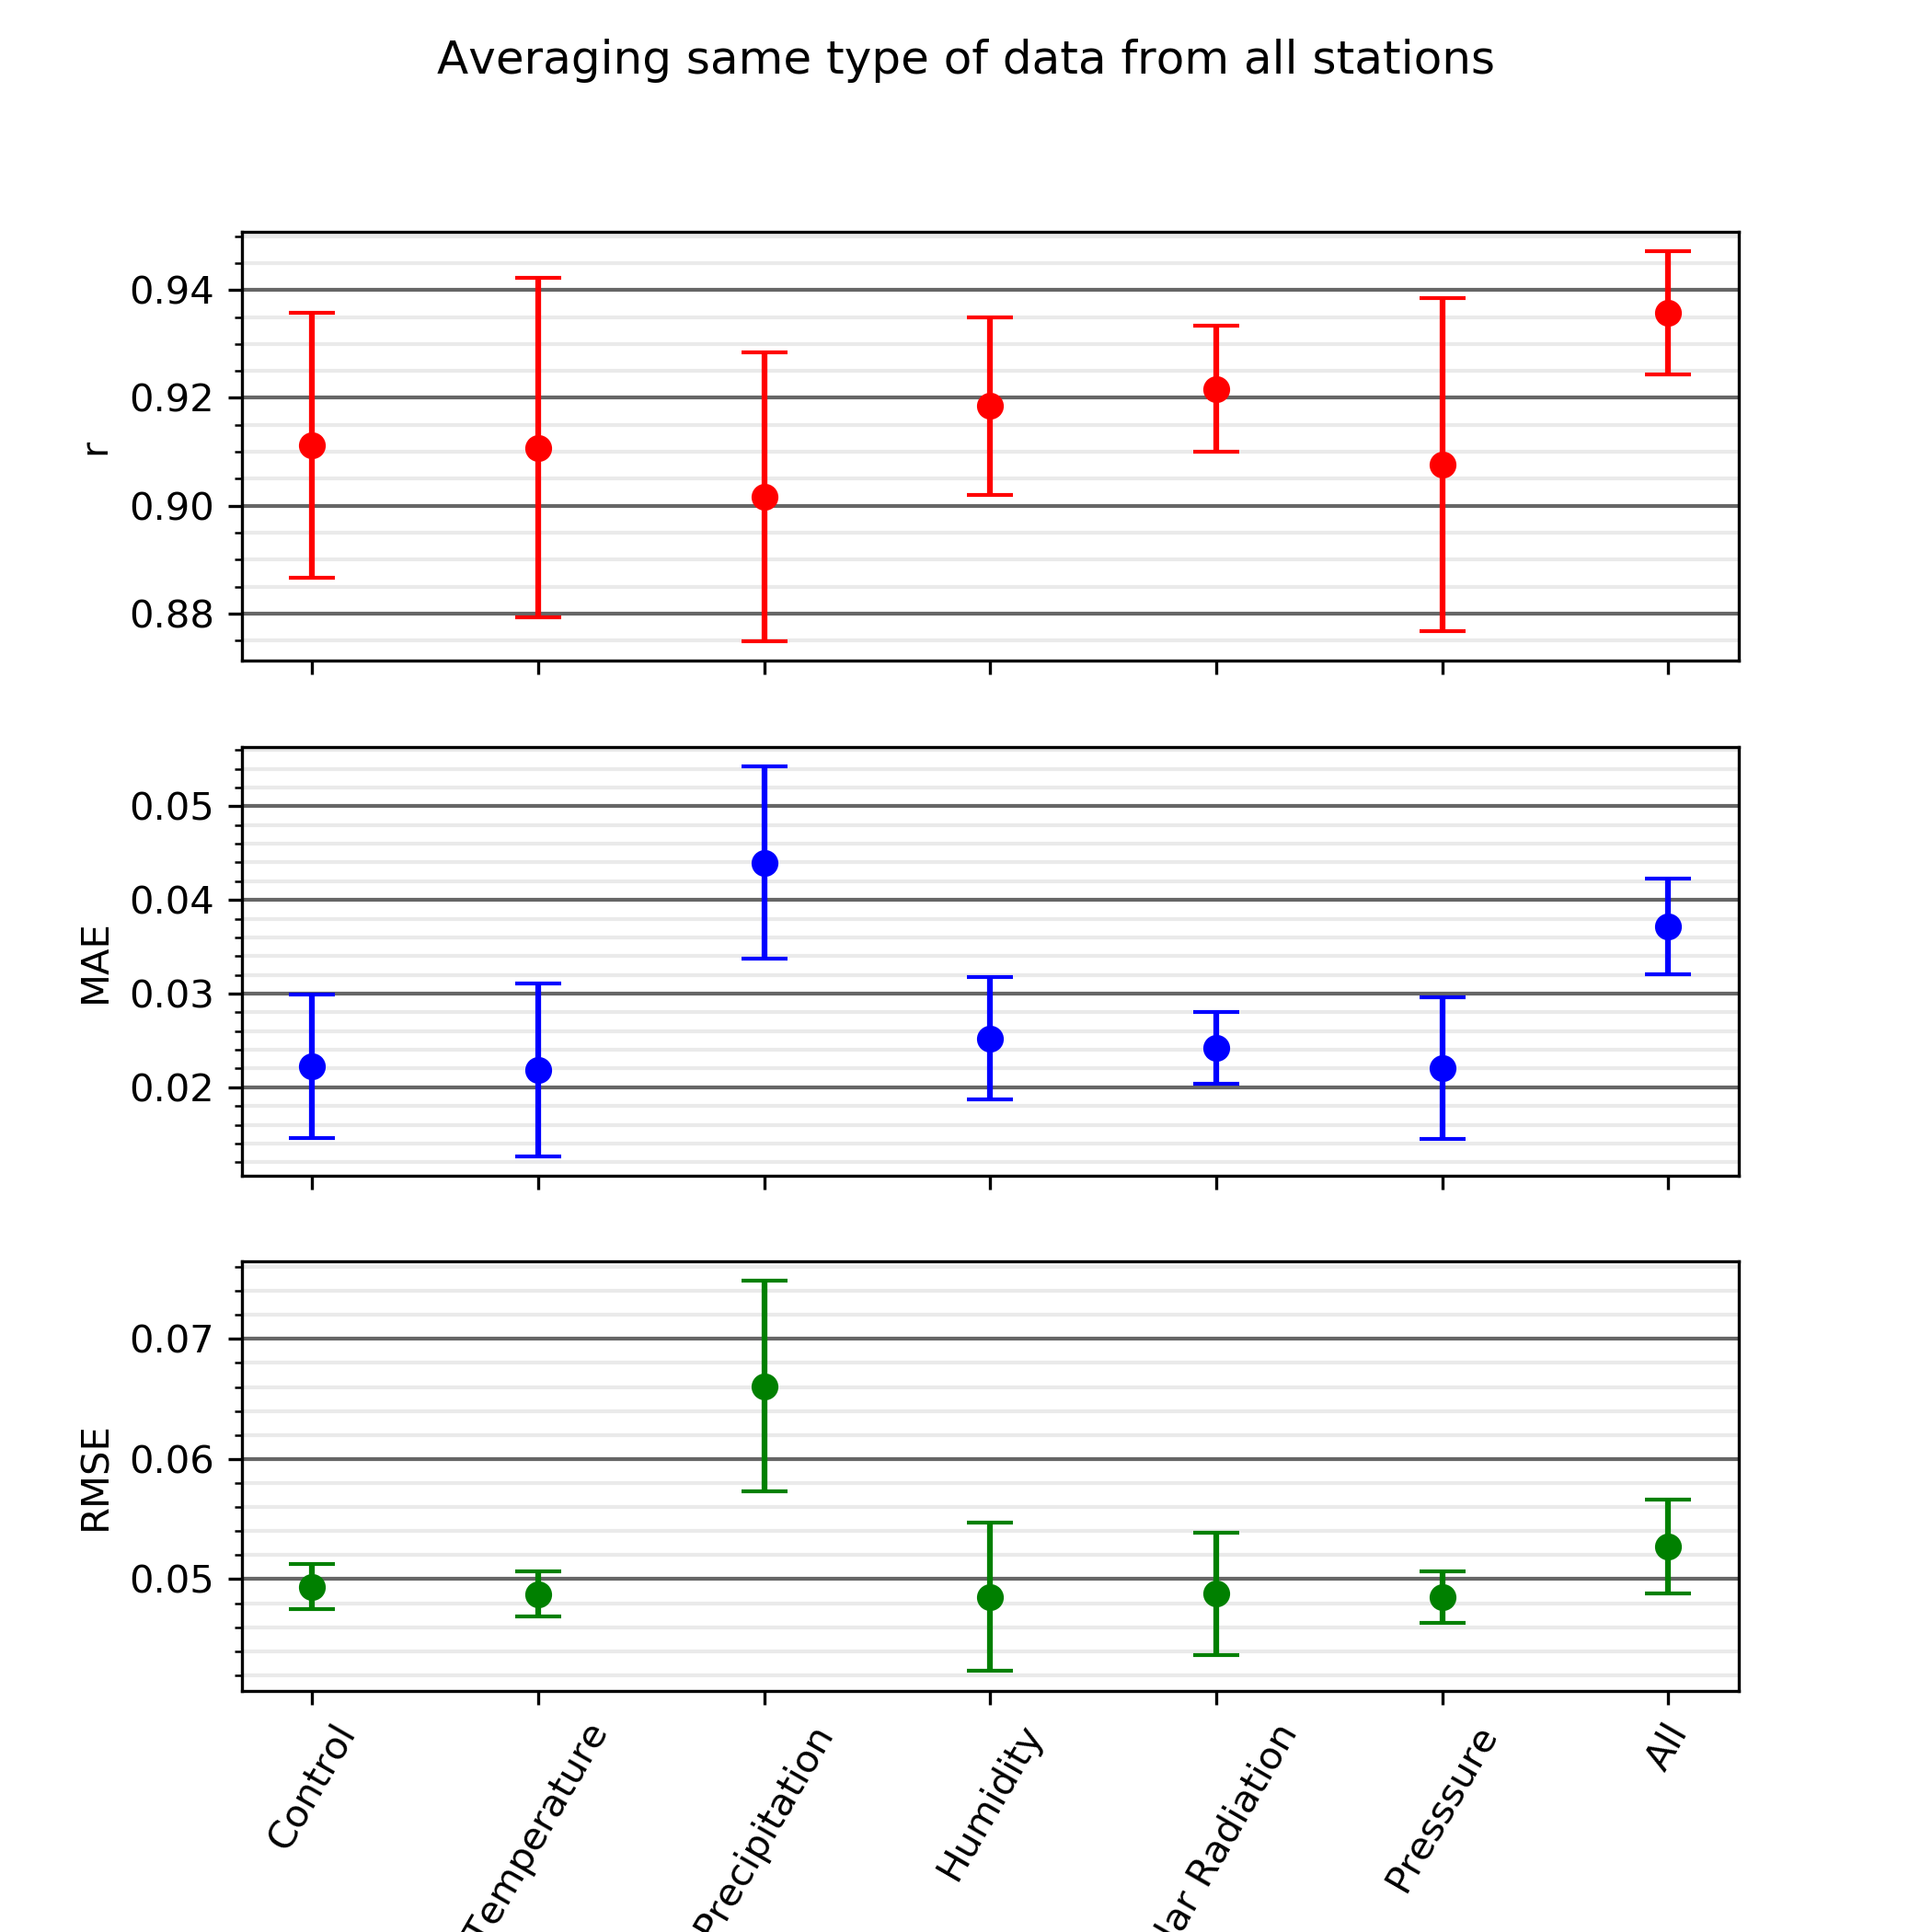 Averaging same type of data from all stations
0.94
0.92
0.90
0.88
r
0.05
0.04
0.03
0.02
MAE
0.07
0.06
0.05
RMSE
Control
Temperature
Precipitation
Humidity
lar Radiation
Presssure
All